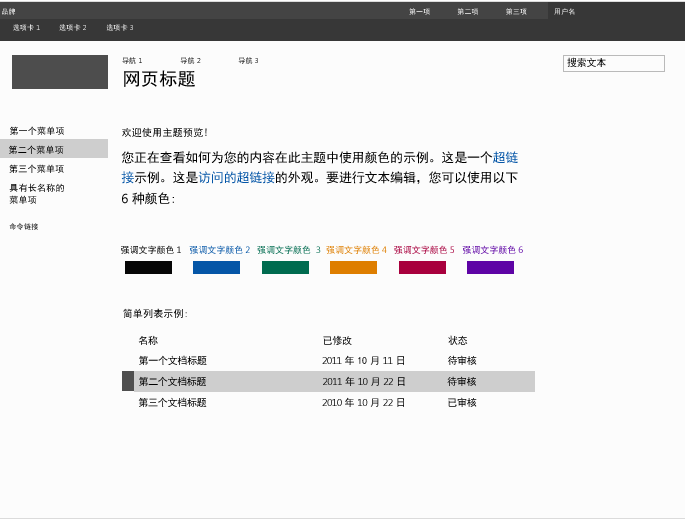 品牌
第一项 第二项 第三项 用户名
选项卡 1 选项卡 2 选项卡 3
导航 1 导航 2 导航 3
网页标题
搜索文本
第一个菜单项
第二个菜单项
第三个菜单项
具有长名称的
菜单项
命令链接
欢迎使用主题预览！
您正在查看如何为您的内容在此主题中使用颜色的示例。这是一个超链
接示例。这是访问的超链接的外观。要进行文本编辑，您可以使用以下
6 种颜色：
强调文字颜色 1 强调文字颜色 2 强调文字颜色 3 强调文字颜色 4 强调文字颜色 5 强调文字颜色 6
简单列表示例：
名称 已修改 状态
第一个文档标题 2011 年 10 月 11 日 待审核
第二个文档标题 2011 年 10 月 22 日 待审核
第三个文档标题 2010 年 10 月 22 日 已审核